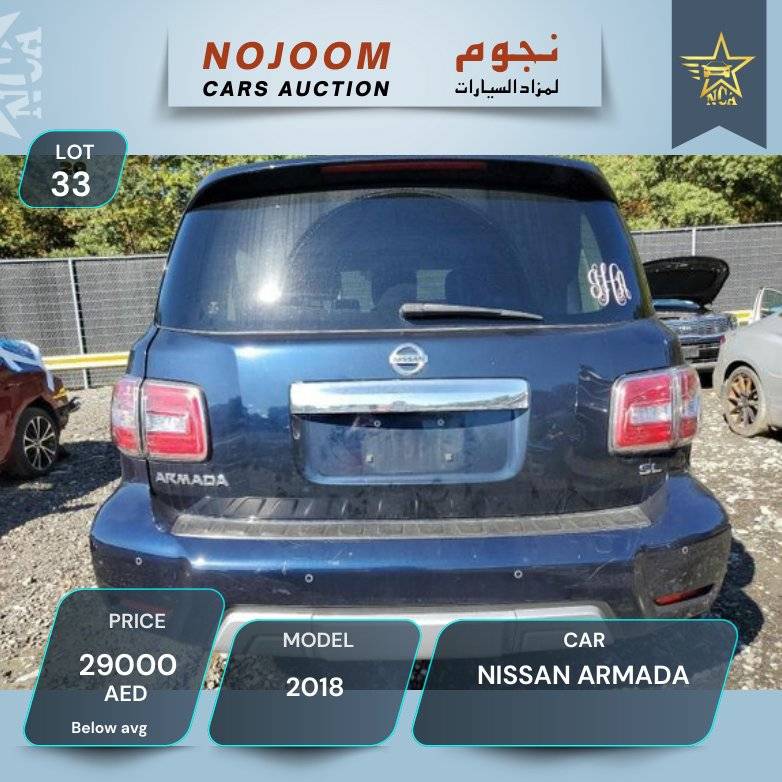 NOJOOM
CARS AUCTION
نجوم
لمزاد السيارات
NCA
NCA
LOT
33
NISSAN
ARMADA
SL
PRICE
29000
AED
Below avg
MODEL
2018
CAR
NISSAN ARMADA